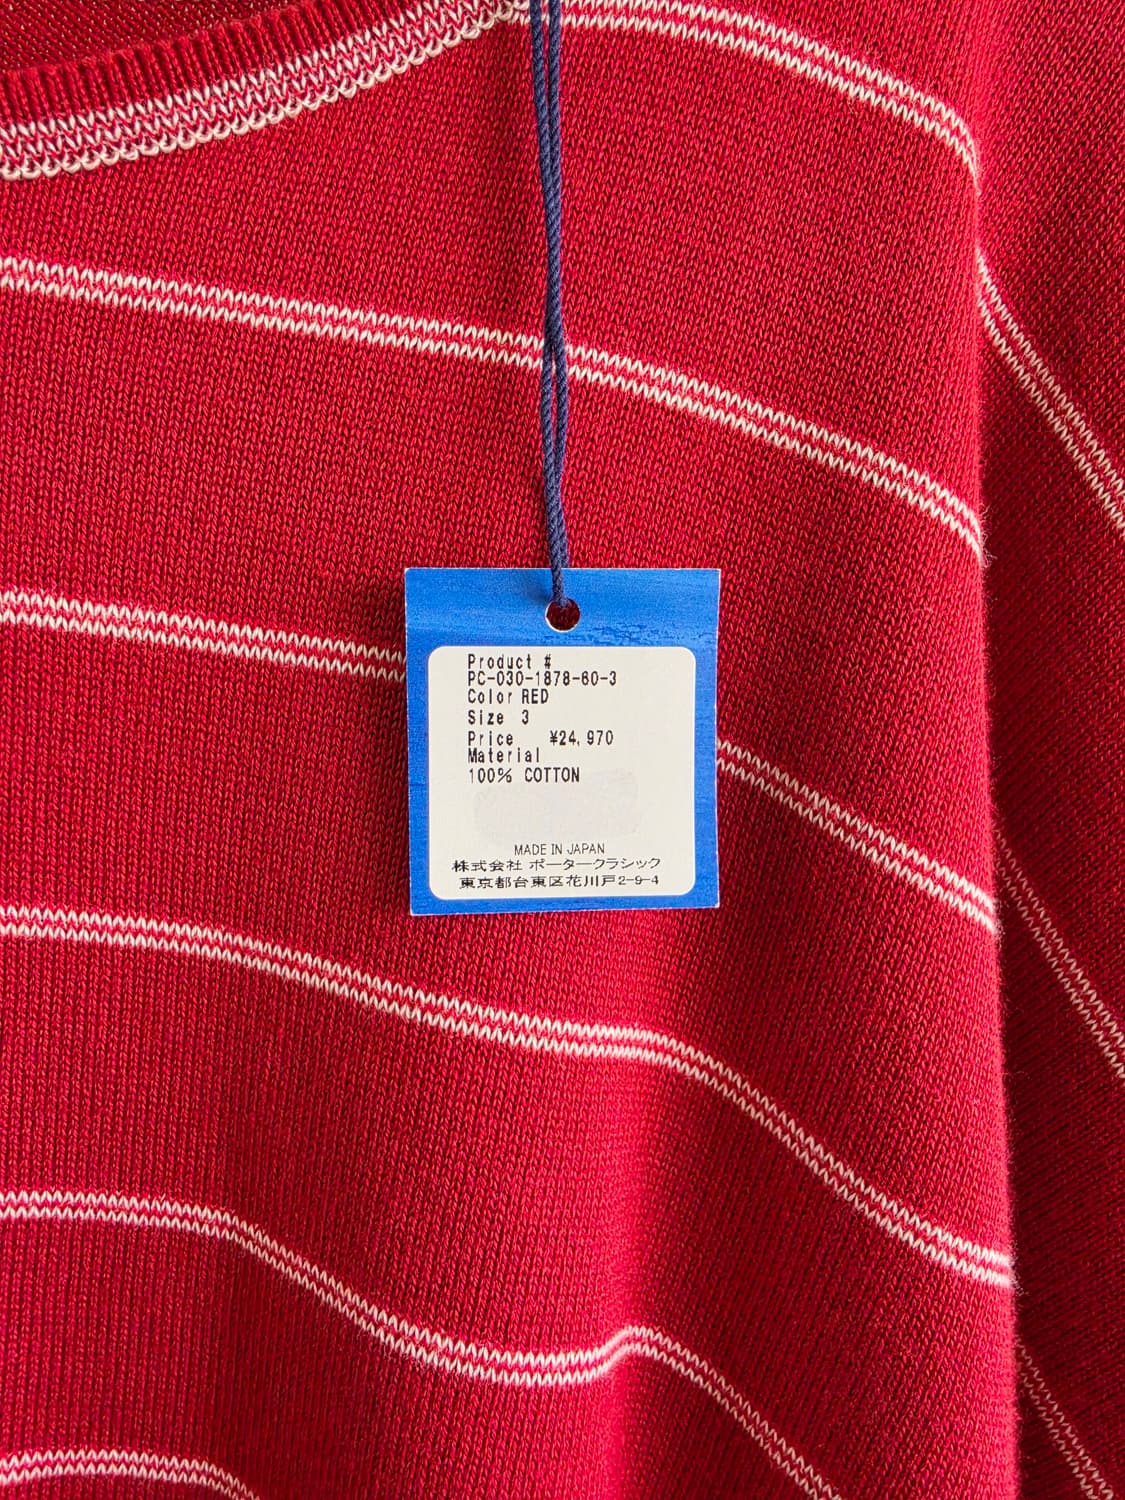 Product #
PC-030-1878-60-3
Color RED
Size 3
Price ¥24,970
Material
100% COTTON
MADE IN JAPAN
株式会社 ポータークラシック
東京都台東区花川戸2-9-4